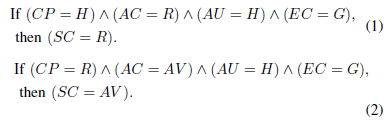 If (CP = H) ∧ (AC = R) ∧ (AU = H) ∧ (EC = G),
then (SC = R). (1)
If (CP = R) ∧ (AC = AV) ∧ (AU = H) ∧ (EC = G),
then (SC = AV).
(2)